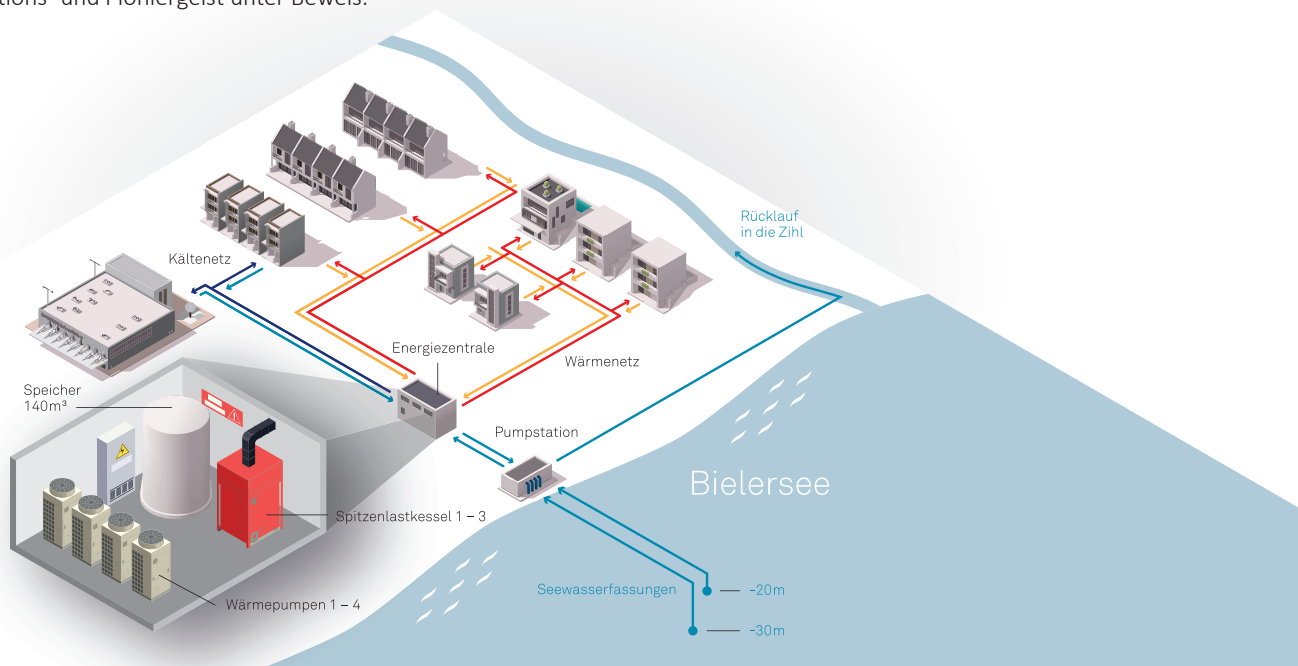 Rücklauf
in die Zihl
Kältenetz
Energiezentrale
Wärmenetz
Speicher
140m³
Pumpstation
Bielersee
Spitzenlastkessel 1 – 3
Seewasserfassungen
-20m
Wärmepumpen 1 – 4
-30m